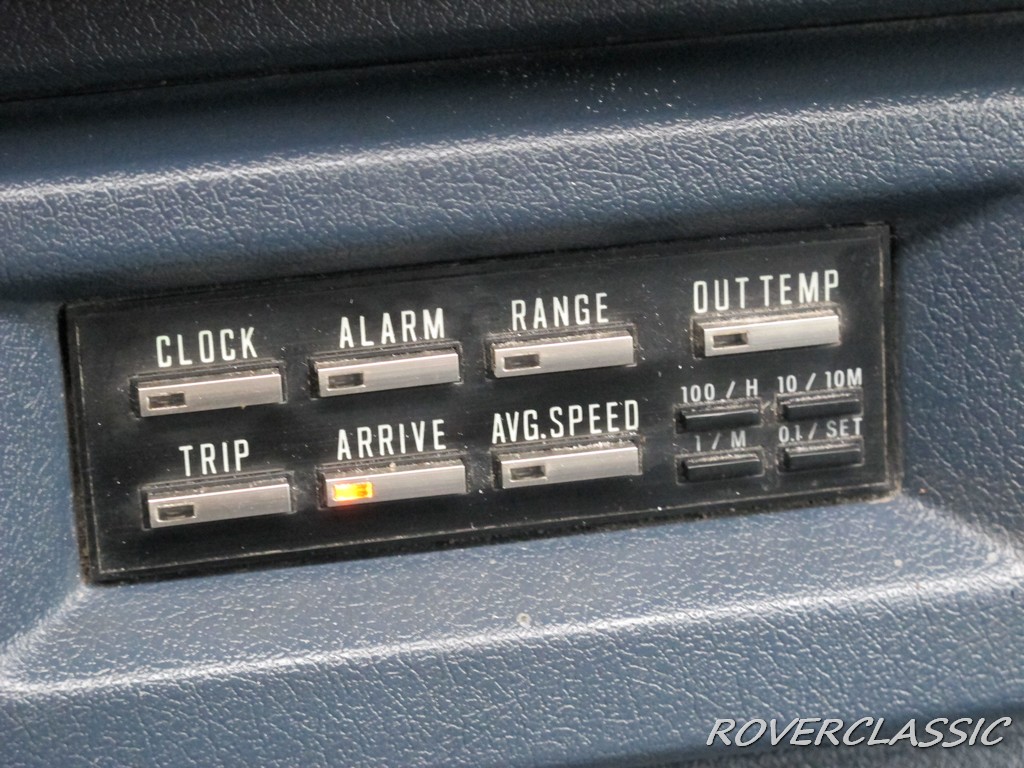 CLOCK ALARM RANGE OUT TEMP
100 / H 10 / 10M
TRIP ARRIVE AVG.SPEED 1 / M 0.1 / SET
ROVERCLASSIC